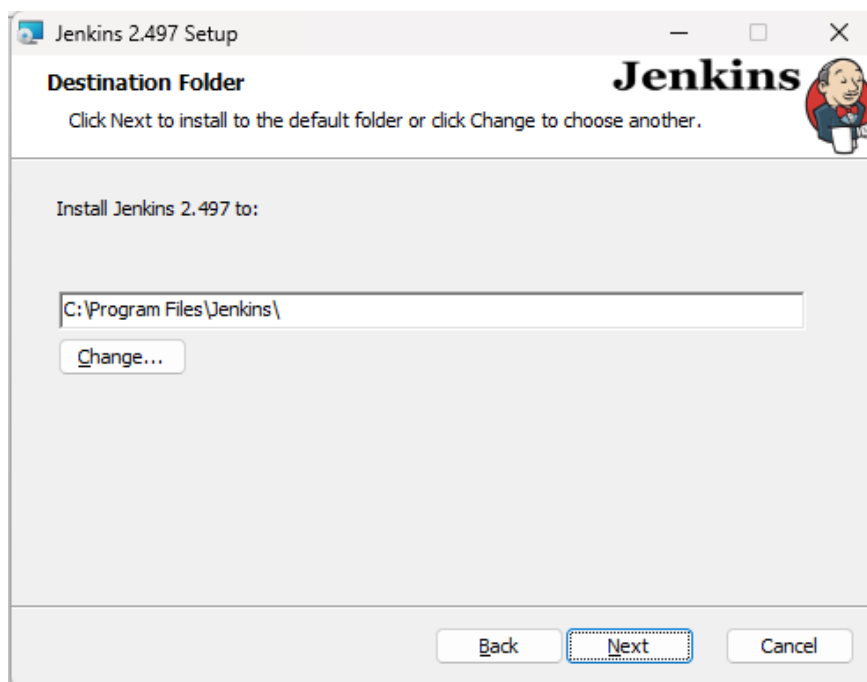 Jenkins 2.497 Setup
Jenkins
Destination Folder
Click Next to install to the default folder or click Change to choose another.
Install Jenkins 2.497 to:
C:\Program Files\Jenkins\
Change...
Back Next Cancel